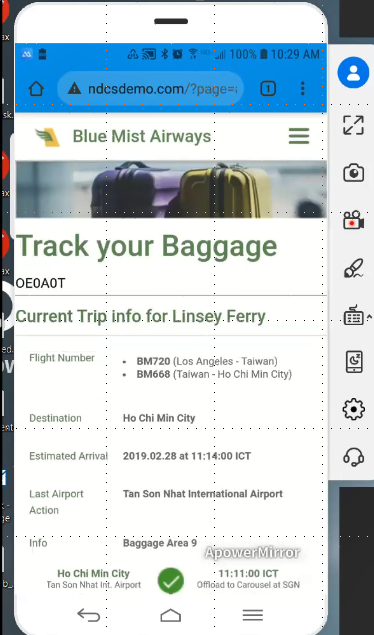 100% 10:29 AM
ndcsdemo.com/?page=
1
Blue Mist Airways
Track your Baggage
OE0A0T
Current Trip info for Linsey Ferry
Flight Number
• BM720 (Los Angeles - Taiwan)
• BM668 (Taiwan - Ho Chi Min City)
Destination Ho Chi Min City
Estimated Arrival 2019.02.28 at 11:14:00 ICT
Last Airport Action Tan Son Nhat International Airport
Info Baggage Area 9
ApowerMirror
Ho Chi Min City 11:11:00 ICT
Tan Son Nhat Int. Airport Offload to Carousel at SGN